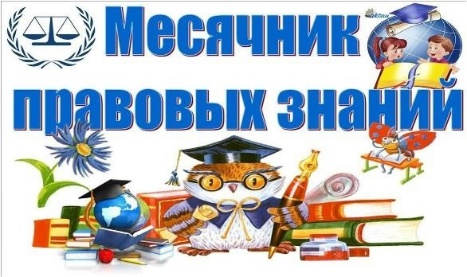 Месячник
правовых знаний